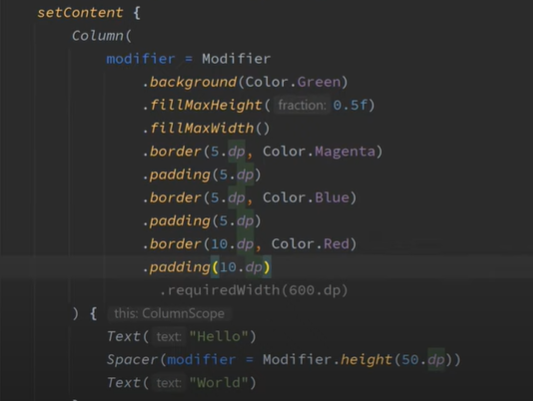 setContent {
Column(
modifier = Modifier
.background(Color.Green)
.fillMaxHeight( fraction: 0.5f)
.fillMaxWidth()
.border(5.dp, Color.Magenta)
.padding(5.dp)
.border(5.dp, Color.Blue)
.padding(5.dp)
.border(10.dp, Color.Red)
.padding(10.dp)
.requiredWidth(600.dp)
) { this: ColumnScope
Text( text: "Hello")
Spacer(modifier = Modifier.height(50.dp))
Text( text: "World")